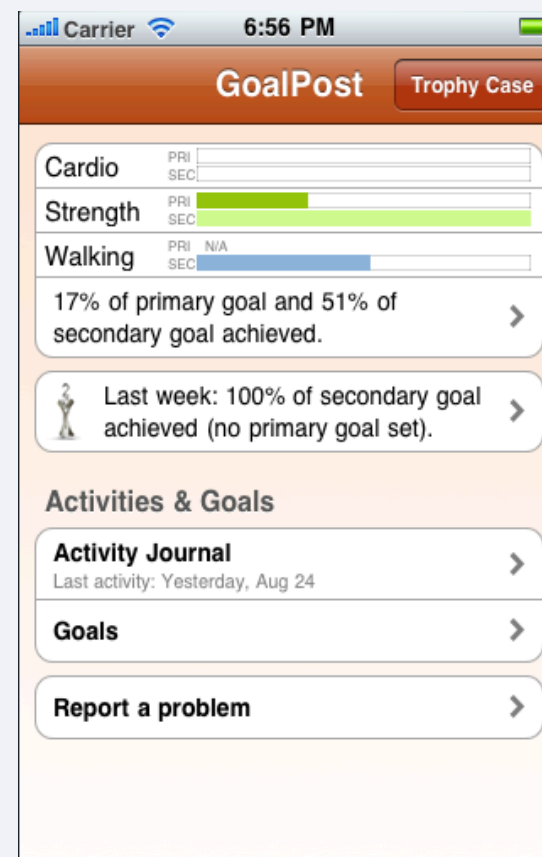 Carrier 6:56 PM
GoalPost Trophy Case
Cardio PRI
SEC
Strength PRI
SEC
Walking PRI N/A
SEC
17% of primary goal and 51% of
secondary goal achieved.
Last week: 100% of secondary goal
achieved (no primary goal set).
Activities & Goals
Activity Journal
Last activity: Yesterday, Aug 24
Goals
Report a problem